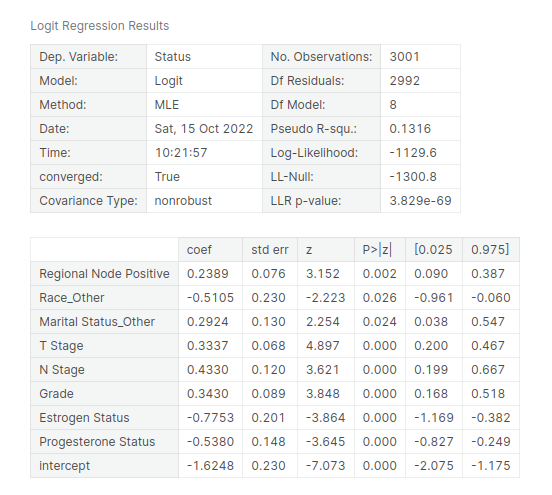 Logit Regression Results
Dep. Variable: Status No. Observations: 3001
Model: Logit Df Residuals: 2992
Method: MLE Df Model: 8
Date: Sat, 15 Oct 2022 Pseudo R-squ.: 0.1316
Time: 10:21:57 Log-Likelihood: -1129.6
converged: True LL-Null: -1300.8
Covariance Type: nonrobust LLR p-value: 3.829e-69
coef std err z P>|z| [0.025 0.975]
Regional Node Positive 0.2389 0.076 3.152 0.002 0.090 0.387
Race_Other -0.5105 0.230 -2.223 0.026 -0.961 -0.060
Marital Status_Other 0.2924 0.130 2.254 0.024 0.038 0.547
T Stage 0.3337 0.068 4.897 0.000 0.200 0.467
N Stage 0.4330 0.120 3.621 0.000 0.199 0.667
Grade 0.3430 0.089 3.848 0.000 0.168 0.518
Estrogen Status -0.7753 0.201 -3.864 0.000 -1.169 -0.382
Progesterone Status -0.5380 0.148 -3.645 0.000 -0.827 -0.249
intercept -1.6248 0.230 -7.073 0.000 -2.075 -1.175